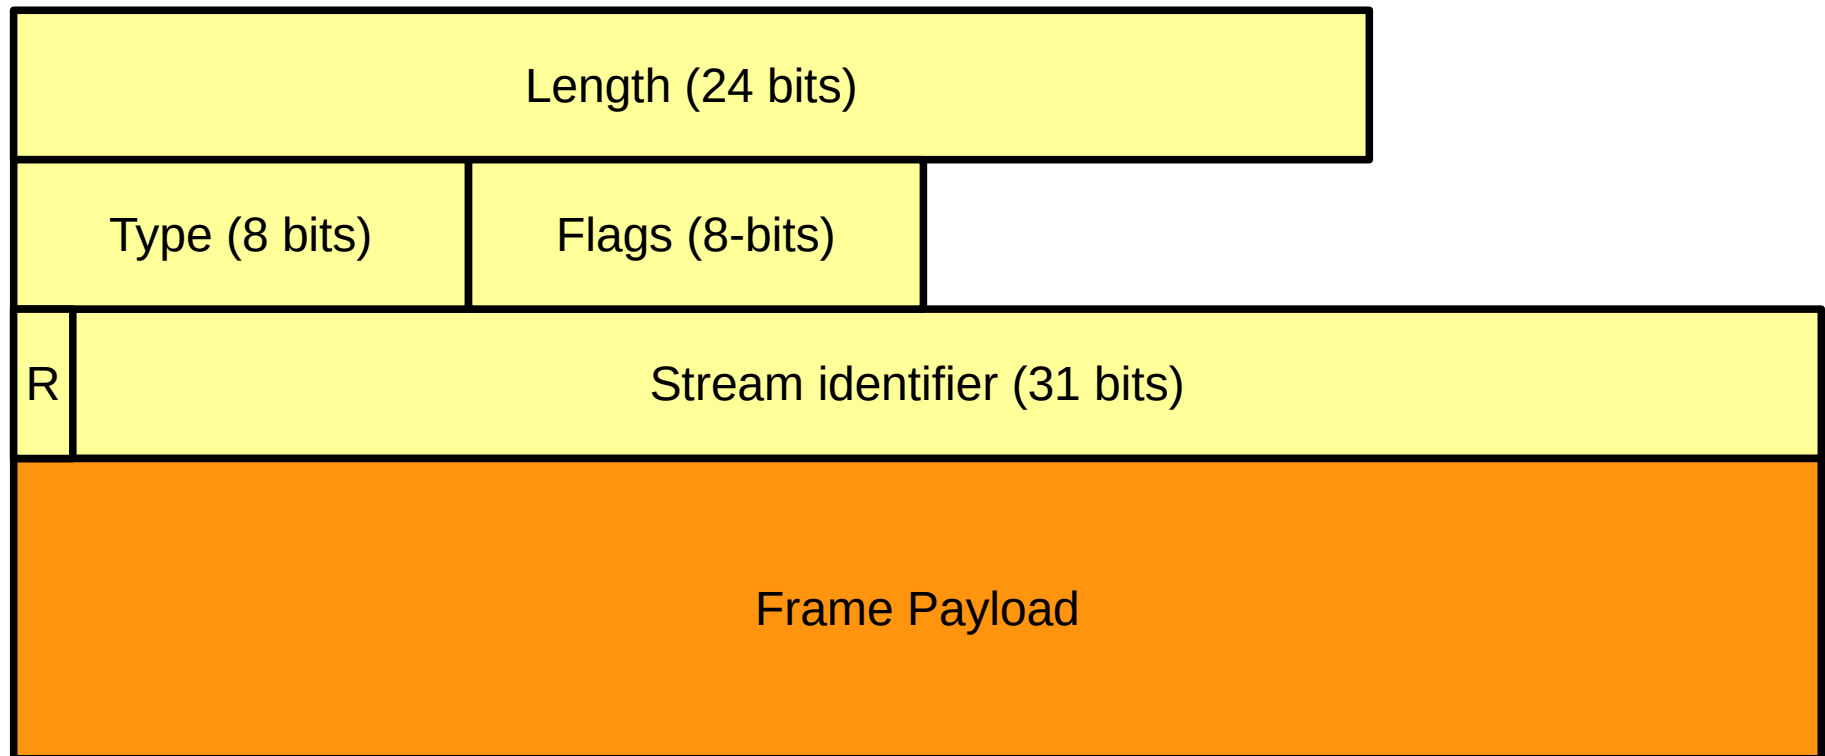 Length (24 bits)
Type (8 bits) Flags (8-bits)
R Stream identifier (31 bits)
Frame Payload